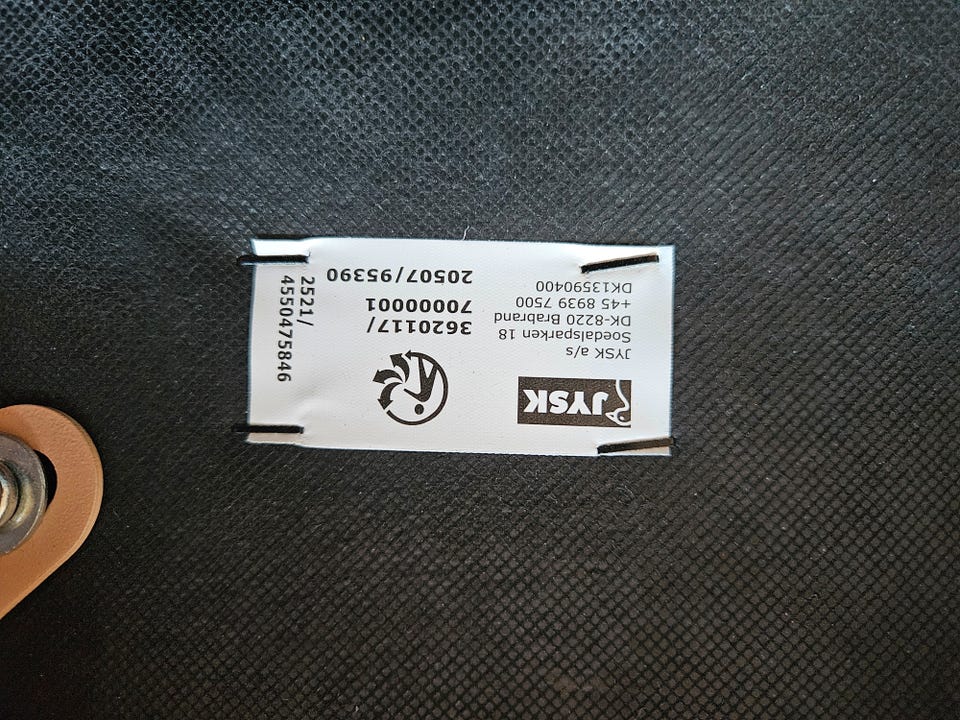 JYSK
JYSK a/s
Soedalsparken 18
DK-8220 Brabrand
+45 8939 7500
DK13590400
3620117/
70000001
20507/95390
2521/
4550475846